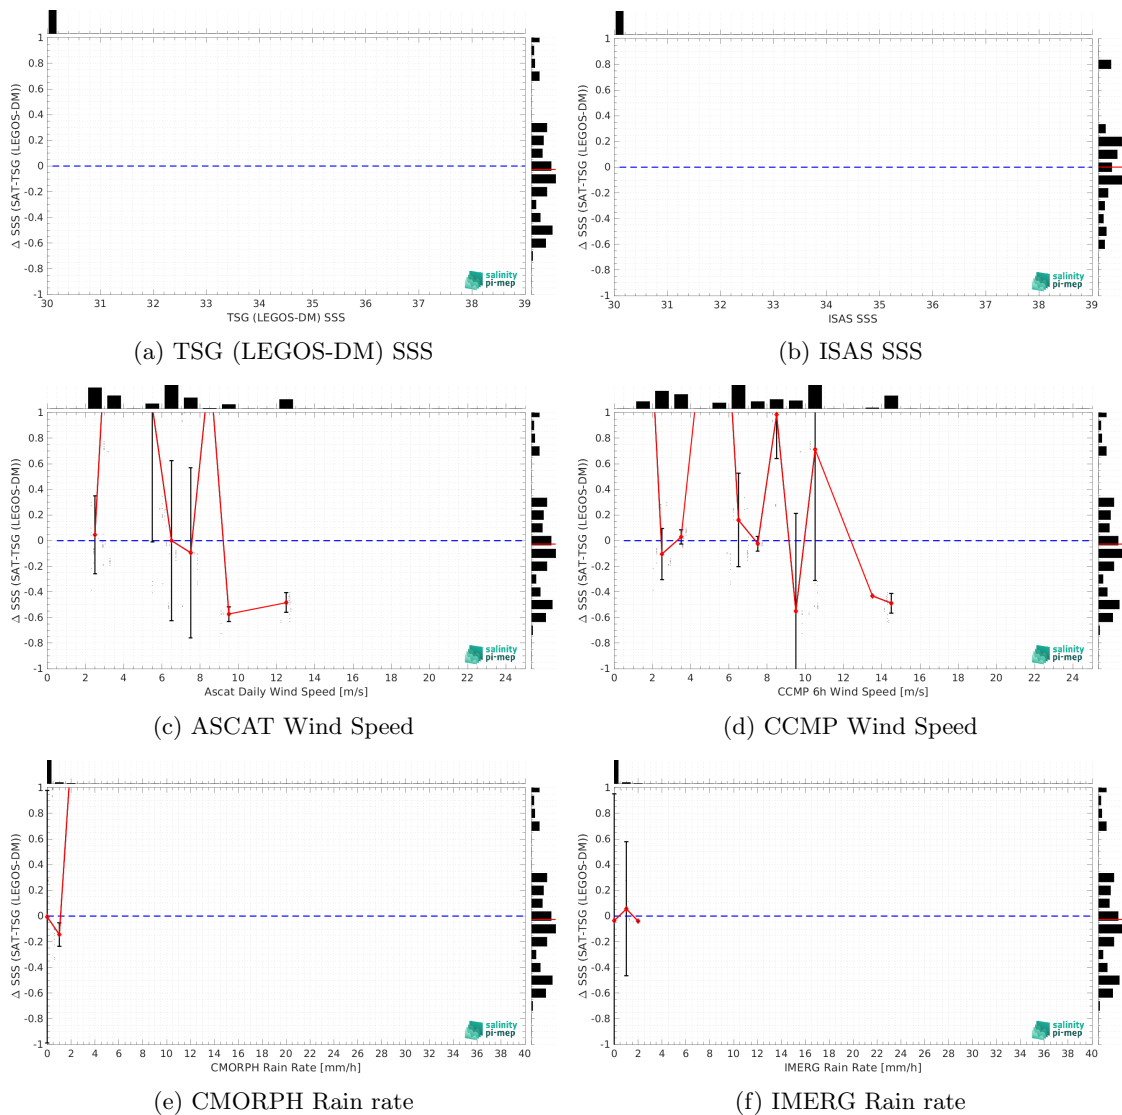 1
0.8
0.6
0.4
0.2
0
-0.2
-0.4
-0.6
-0.8
-1
Δ SSS (SAT-TSG (LEGOS-DM))
30 31 32 33 34 35 36 37 38 39
TSG (LEGOS-DM) SSS
salinity
pi-mep
(a) TSG (LEGOS-DM) SSS
1
0.8
0.6
0.4
0.2
0
-0.2
-0.4
-0.6
-0.8
-1
Δ SSS (SAT-TSG (LEGOS-DM))
30 31 32 33 34 35 36 37 38 39
ISAS SSS
salinity
pi-mep
(b) ISAS SSS
1
0.8
0.6
0.4
0.2
0
-0.2
-0.4
-0.6
-0.8
-1
Δ SSS (SAT-TSG (LEGOS-DM))
0 2 4 6 8 10 12 14 16 18 20 22 24
Ascat Daily Wind Speed [m/s]
salinity
pi-mep
(c) ASCAT Wind Speed
1
0.8
0.6
0.4
0.2
0
-0.2
-0.4
-0.6
-0.8
-1
Δ SSS (SAT-TSG (LEGOS-DM))
0 2 4 6 8 10 12 14 16 18 20 22 24
CCMP 6h Wind Speed [m/s]
salinity
pi-mep
(d) CCMP Wind Speed
1
0.8
0.6
0.4
0.2
0
-0.2
-0.4
-0.6
-0.8
-1
Δ SSS (SAT-TSG (LEGOS-DM))
0 2 4 6 8 10 12 14 16 18 20 22 24 26 28 30 32 34 36 38 40
CMORPH Rain Rate [mm/h]
salinity
pi-mep
(e) CMORPH Rain rate
1
0.8
0.6
0.4
0.2
0
-0.2
-0.4
-0.6
-0.8
-1
Δ SSS (SAT-TSG (LEGOS-DM))
0 2 4 6 8 10 12 14 16 18 20 22 24 26 28 30 32 34 36 38 40
IMERG Rain Rate [mm/h]
salinity
pi-mep
(f) IMERG Rain rate